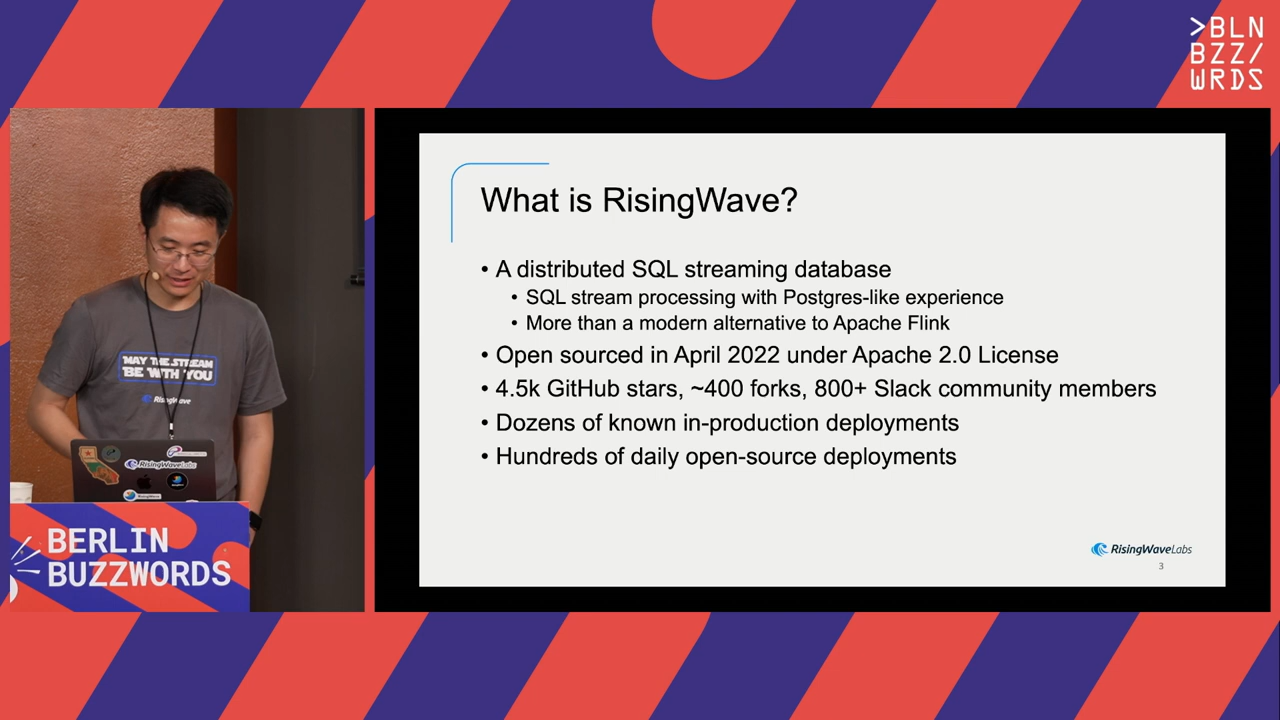 >BLN
BZZ/
WRDS
What is RisingWave?
• A distributed SQL streaming database
• SQL stream processing with Postgres-like experience
• More than a modern alternative to Apache Flink
• Open sourced in April 2022 under Apache 2.0 License
• 4.5k GitHub stars, ~400 forks, 800+ Slack community members
• Dozens of known in-production deployments
• Hundreds of daily open-source deployments
RisingWaveLabs
3
MAY THE STREAM
BE WITH YOU
RisingWave
RisingWaveLabs
RisingWave
BERLIN
BUZZWORDS